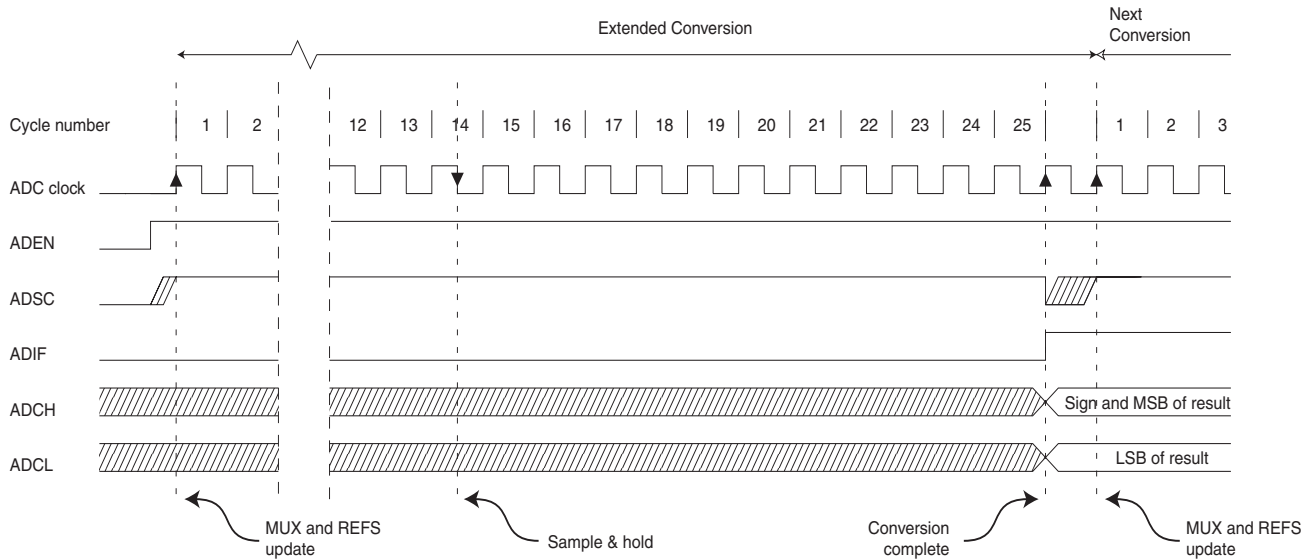 Extended Conversion
Next
Conversion
Cycle number 1 2 12 13 14 15 16 17 18 19 20 21 22 23 24 25 1 2 3
ADC clock
ADEN
ADSC
ADIF
ADCH Sign and MSB of result
ADCL LSB of result
MUX and REFS
update
Sample & hold
Conversion
complete
MUX and REFS
update